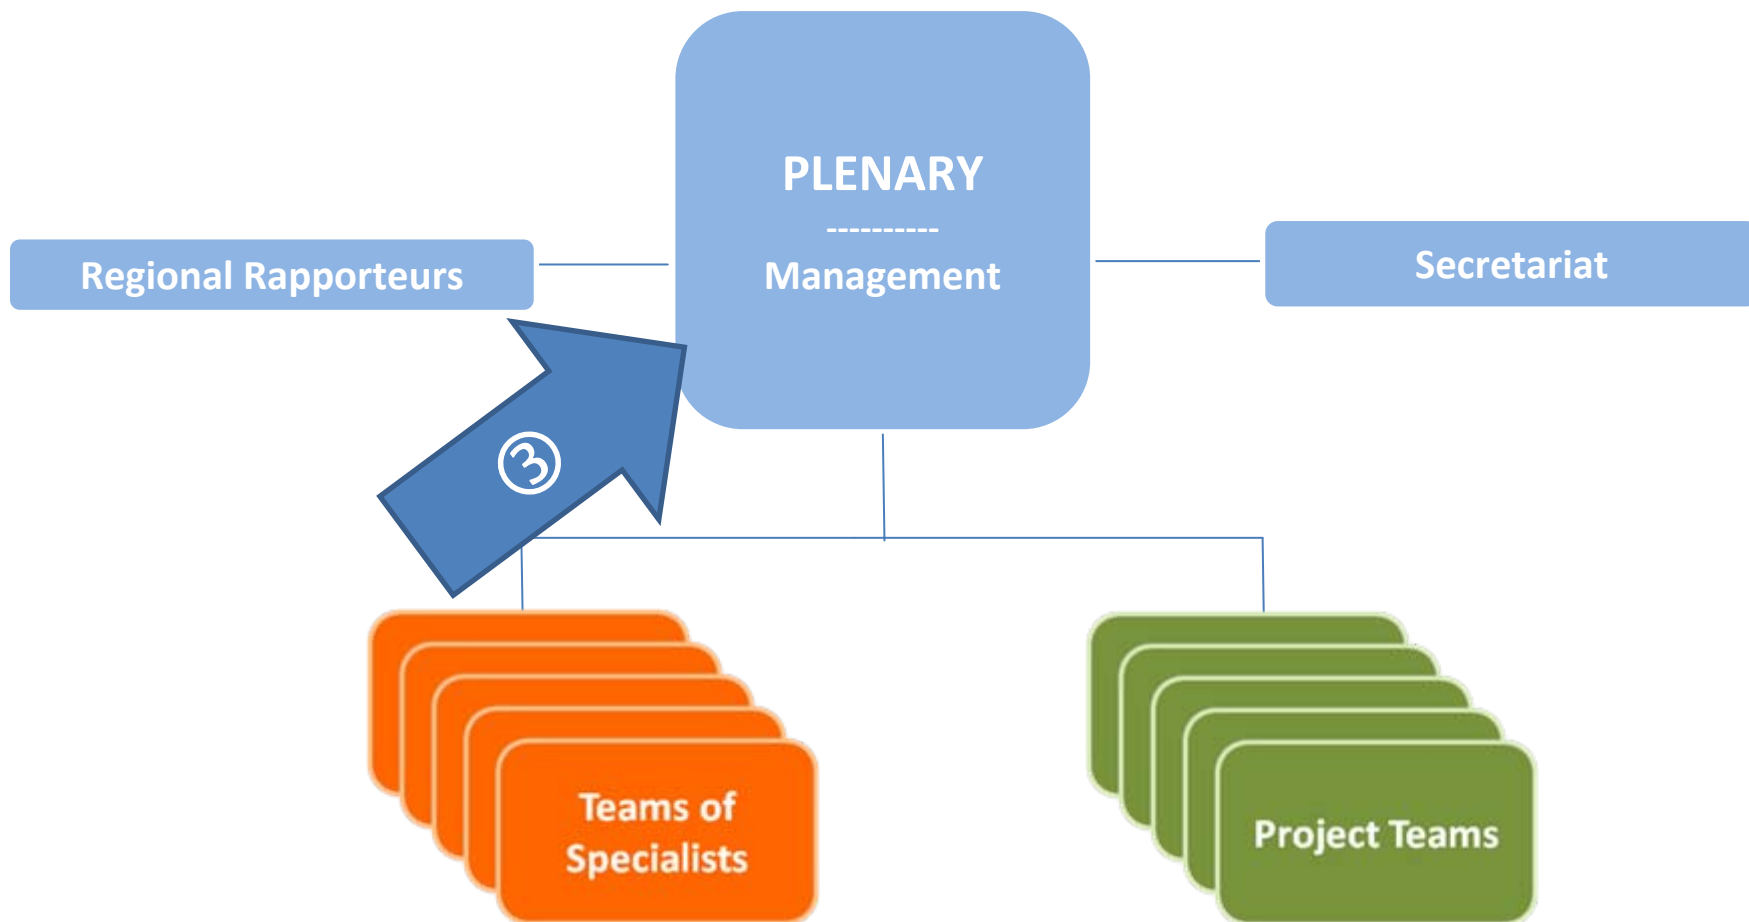 PLENARY
----------
Management
Regional Rapporteurs
Secretariat
③
Teams of
Specialists
Project Teams